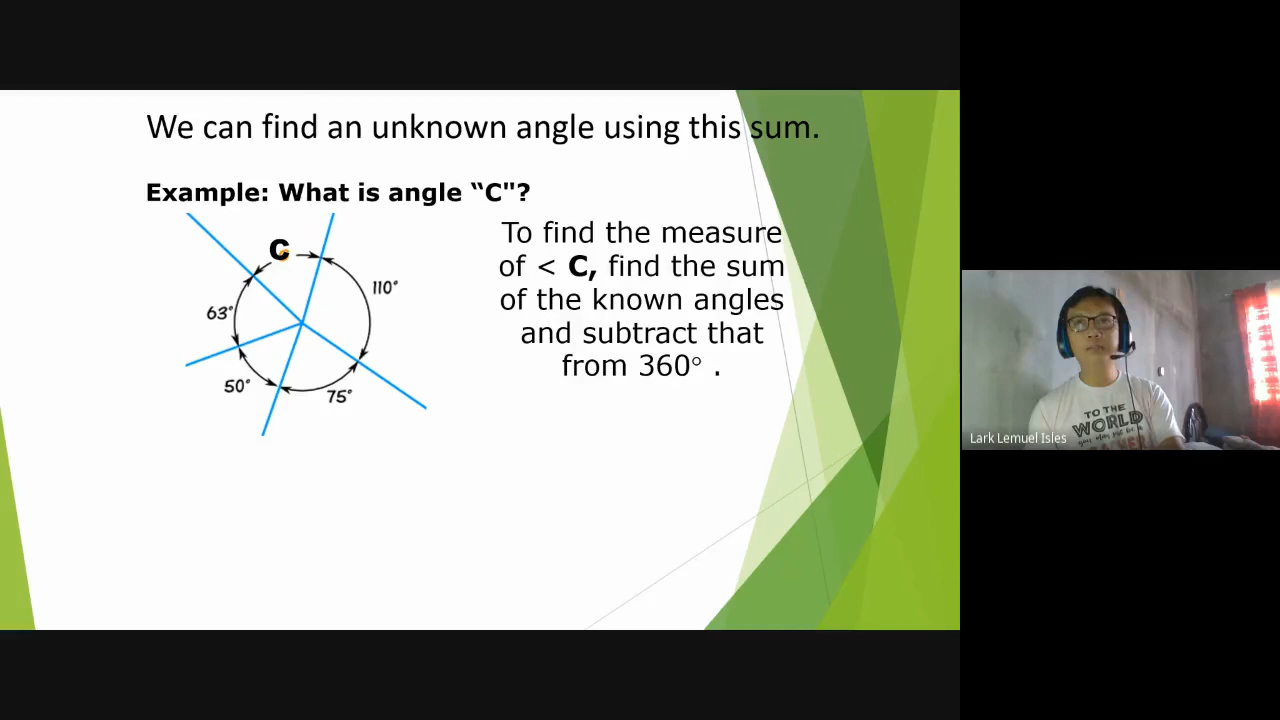 We can find an unknown angle using this sum.
Example: What is angle “C"?
To find the measure
of < C, find the sum
of the known angles
and subtract that
from 360° .
C
110°
63°
50°
75°
TO THE
WORLD
Lark Lemuel Isles